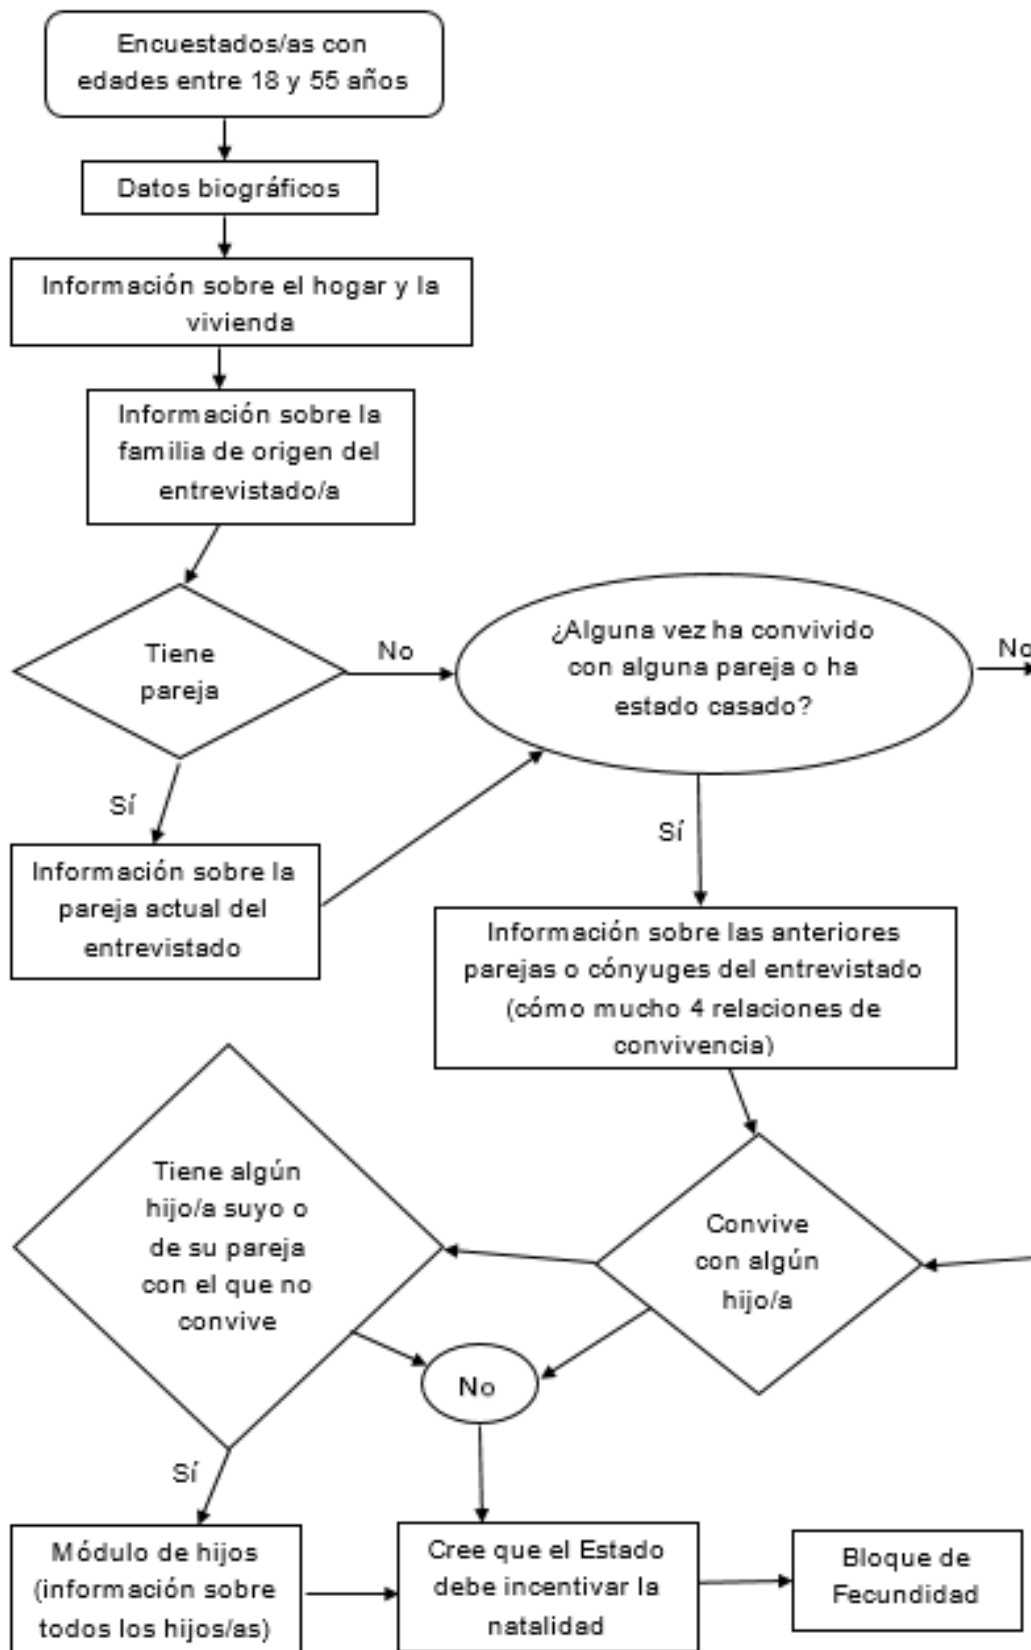 Encuestados/as con
edades entre 18 y 55 años
Datos biográficos
Información sobre el hogar y la
vivienda
Información sobre la
familia de origen del
entrevistado/a
Tiene
pareja
No
¿Alguna vez ha convivido
con alguna pareja o ha
estado casado?
No
Sí
Sí
Información sobre la
pareja actual del
entrevistado
Información sobre las anteriores
parejas o cónyuges del entrevistado
(cómo mucho 4 relaciones de
convivencia)
Tiene algún
hijo/a suyo o
de su pareja
con el que no
convive
Convive
con algún
hijo/a
No
Sí
Módulo de hijos
(información sobre
todos los hijos/as)
Cree que el Estado
debe incentivar la
natalidad
Bloque de
Fecundidad